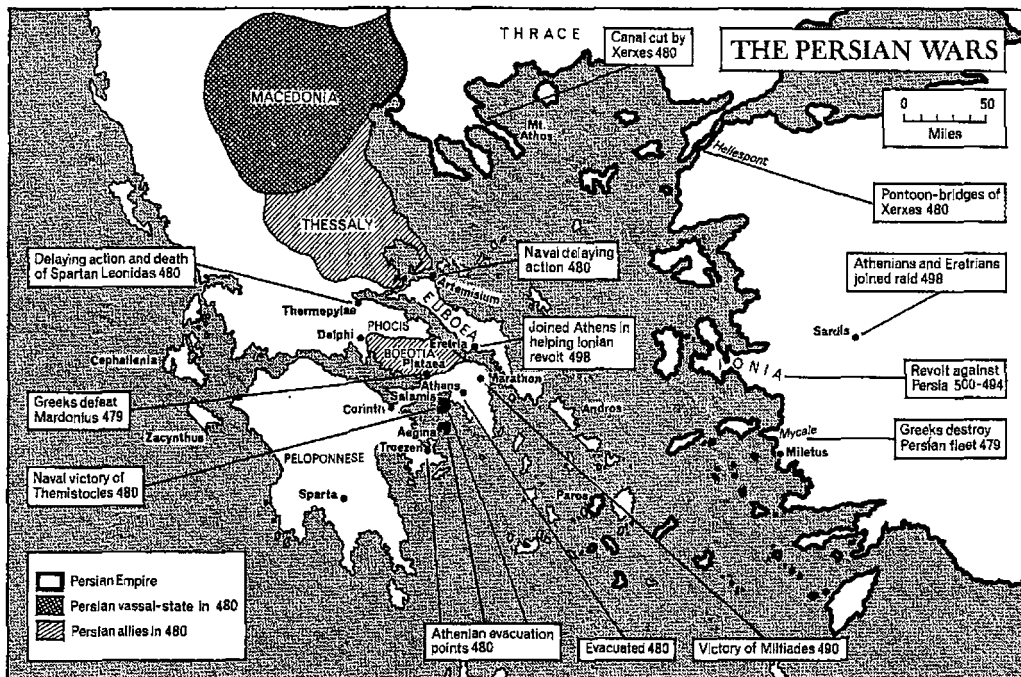 THRACE
Canal cut by
Xerxes 480
THE PERSIAN WARS
0 50
Miles
MACEDONIA
Mt.
Athos
Hellespont
Pontoon-bridges of
Xerxes 480
THESSALY
Delaying action and death
of Spartan Leonidas 480
Naval delaying
action 480
Artemisium
Athenians and Eretrians
joined raid 498
Thermopylae
EUBOEA
PHOCIS
Delphi
Eretria
Joined Athens in
helping Ionian
revolt 498
Sardis
BOEOTIA
Plataea
Cephallenia
IONIA
Revolt against
Persia 500-494
Marathon
Athens
Salamis
Greeks defeat
Mardonius 479
Corinth
Andros
Zacynthus
Aegina
Troezen
Mycale
Miletus
Greeks destroy
Persian fleet 479
PELOPONNESE
Naval victory of
Themistocles 480
Sparta
Paros
Persian Empire
Persian vassal-state in 480
Persian allies in 480
Athenian evacuation
points 480
Evacuated 480
Victory of Miltiades 490